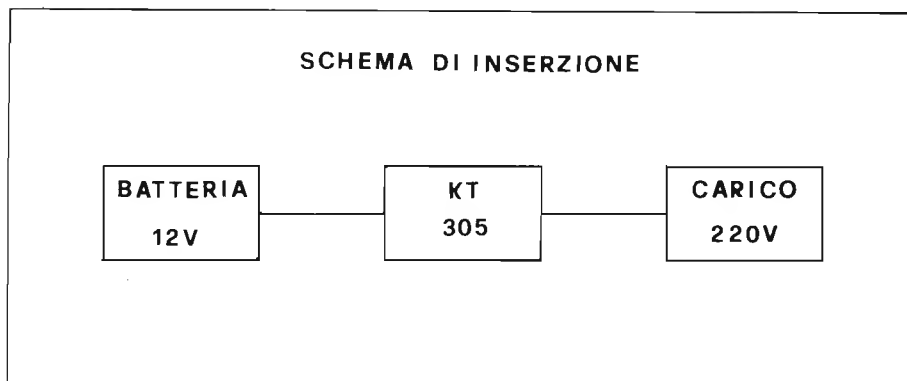 SCHEMA DI INSERZIONE
BATTERIA
12V
KT
305
CARICO
220V